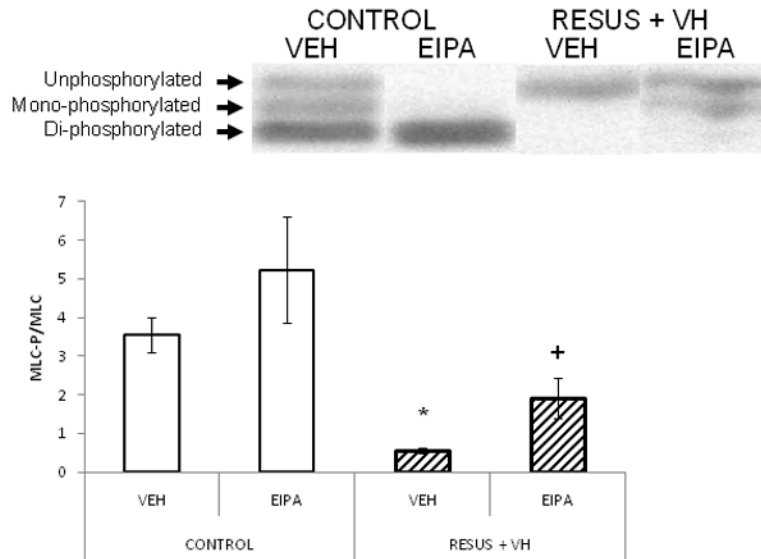 CONTROL RESUS + VH
VEH EIPA VEH EIPA
Unphosphorylated
Mono-phosphorylated
Di-phosphorylated
7
6
5
4
3
2
1
0
MLC-P/MLC
*
+
VEH EIPA VEH EIPA
CONTROL RESUS + VH